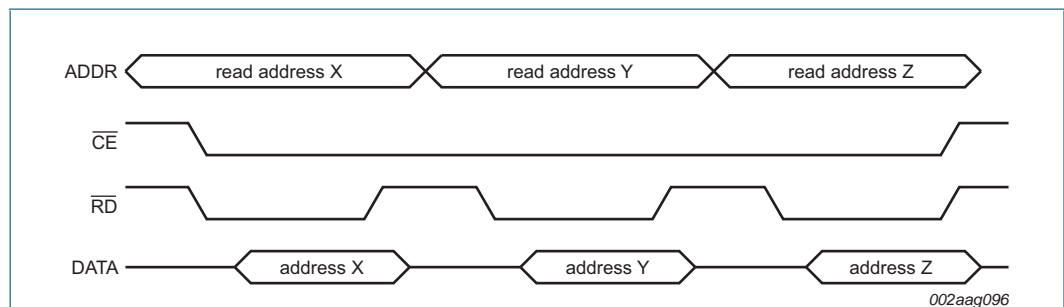 ADDR read address X read address Y read address Z
CE
RD
DATA address X address Y address Z
002aag096